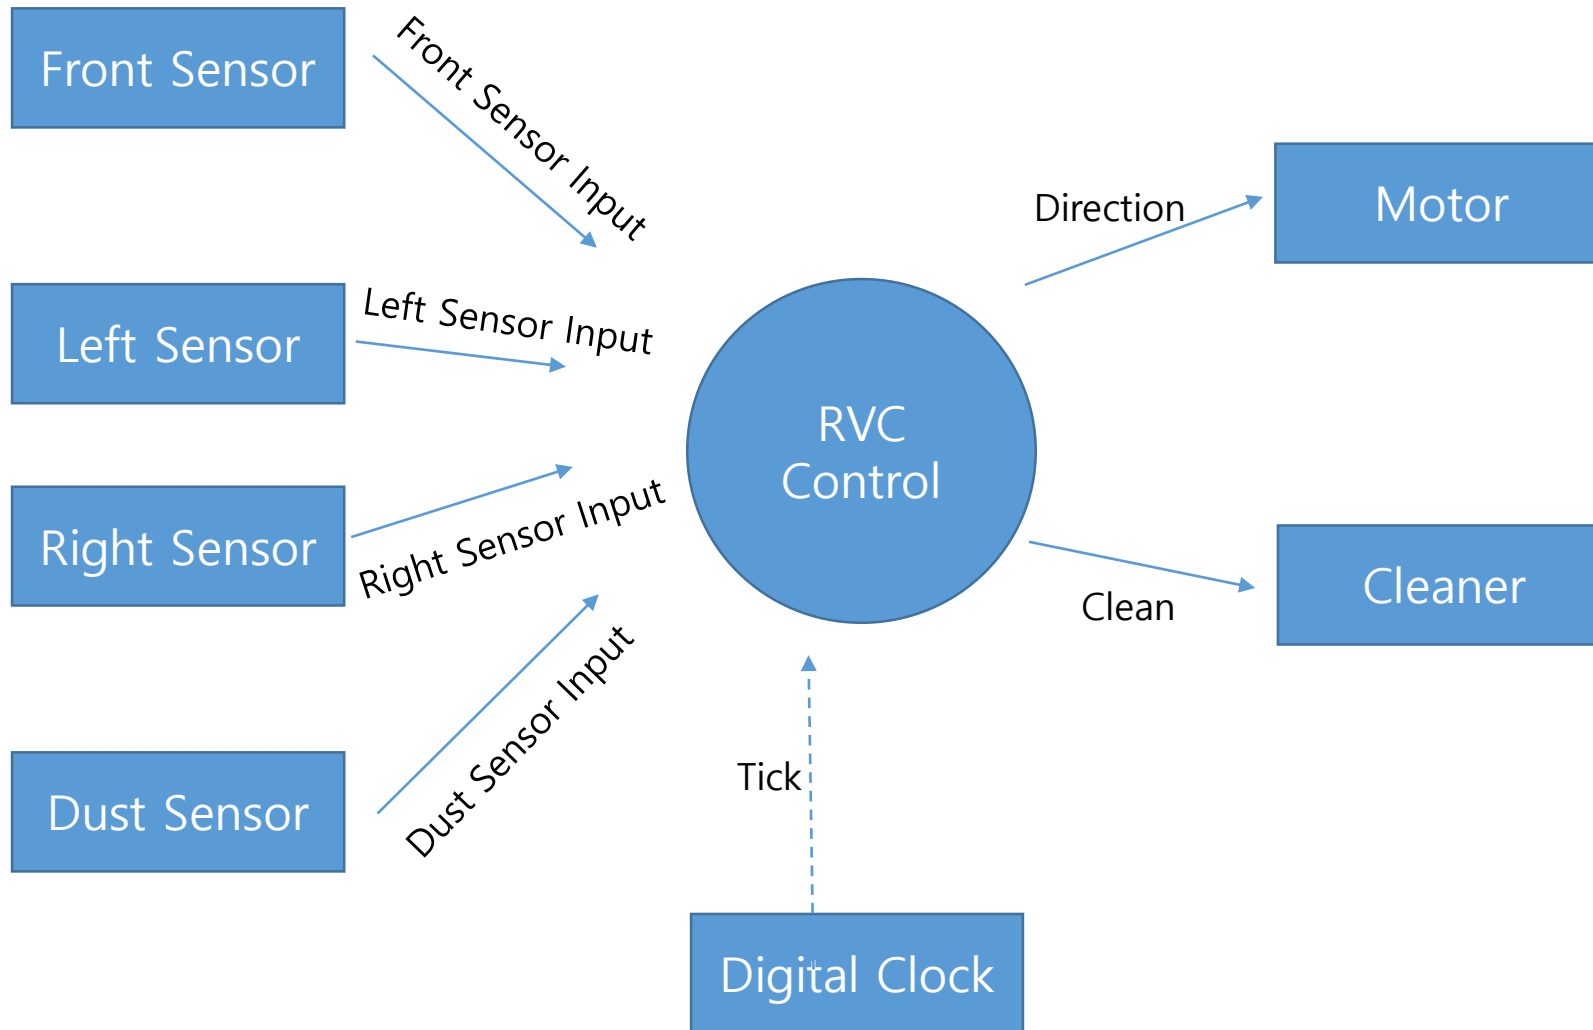 Front Sensor
Front Sensor Input
Direction
Motor
Left Sensor
Left Sensor Input
RVC
Control
Right Sensor
Right Sensor Input
Clean
Cleaner
Dust Sensor
Dust Sensor Input
Tick
Digital Clock